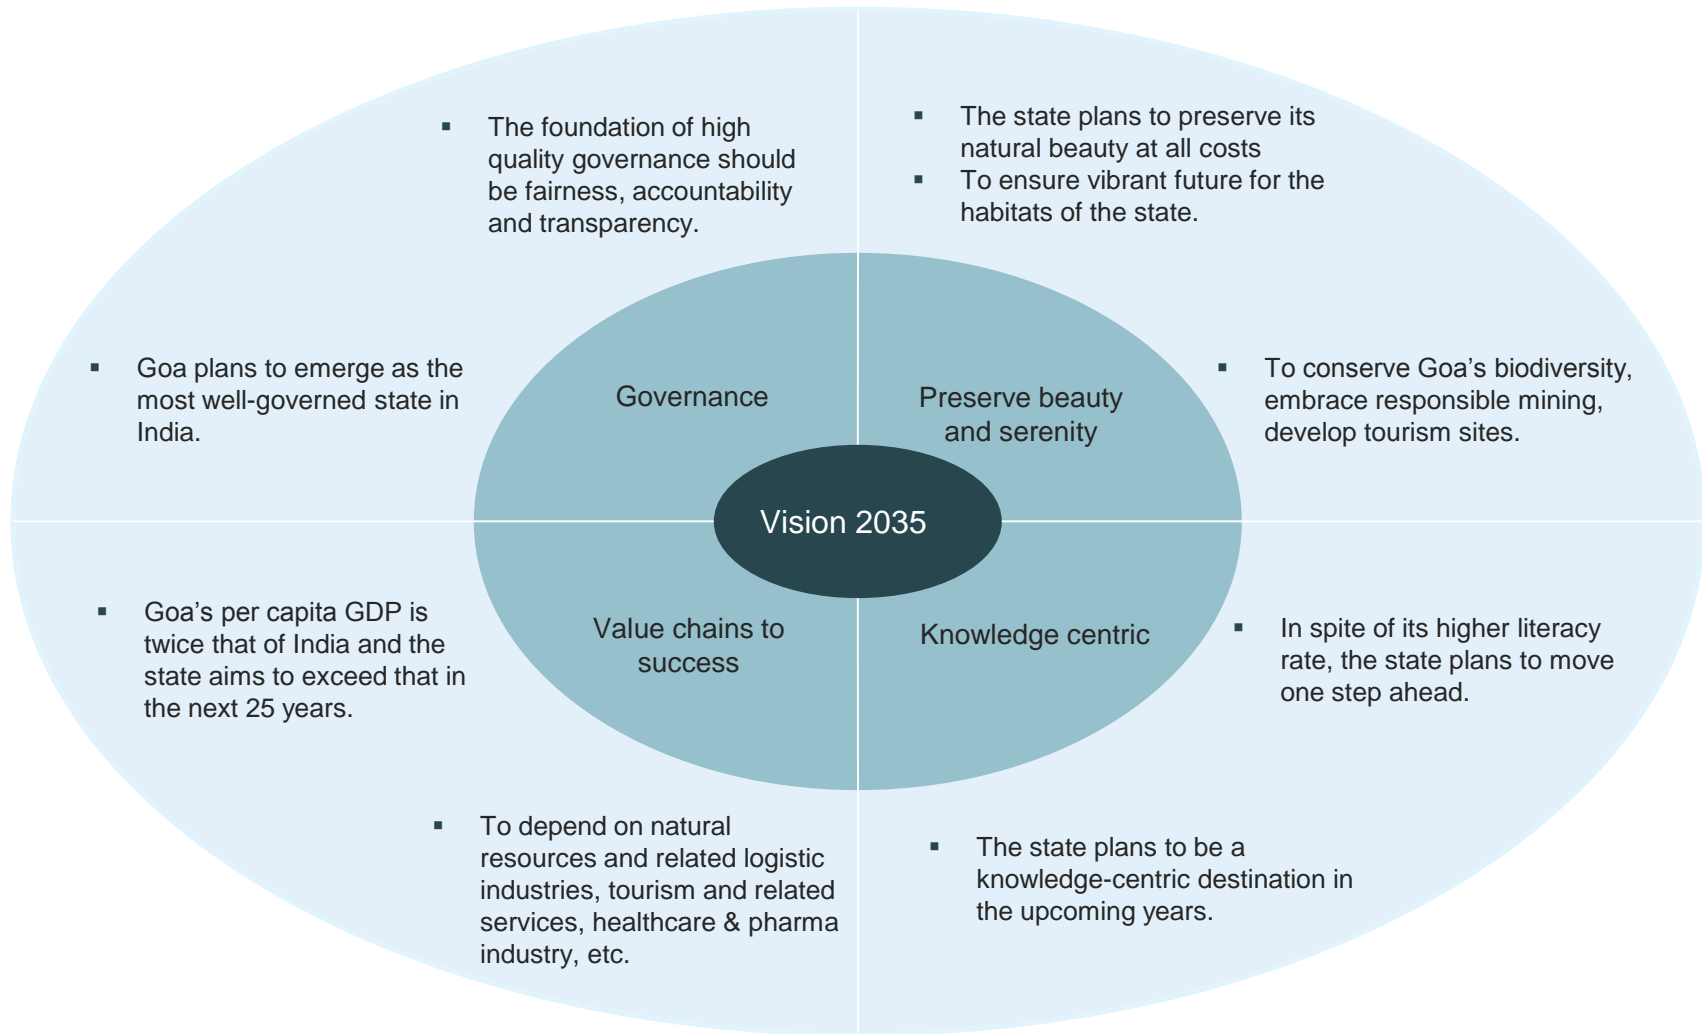 ▪ The foundation of high
quality governance should
be fairness, accountability
and transparency.
▪ The state plans to preserve its
natural beauty at all costs
▪ To ensure vibrant future for the
habitats of the state.
▪ Goa plans to emerge as the
most well-governed state in
India.
Governance
Preserve beauty
and serenity
▪ To conserve Goa’s biodiversity,
embrace responsible mining,
develop tourism sites.
Vision 2035
▪ Goa’s per capita GDP is
twice that of India and the
state aims to exceed that in
the next 25 years.
Value chains to
success
Knowledge centric
▪ In spite of its higher literacy
rate, the state plans to move
one step ahead.
▪ To depend on natural
resources and related logistic
industries, tourism and related
services, healthcare & pharma
industry, etc.
▪ The state plans to be a
knowledge-centric destination in
the upcoming years.